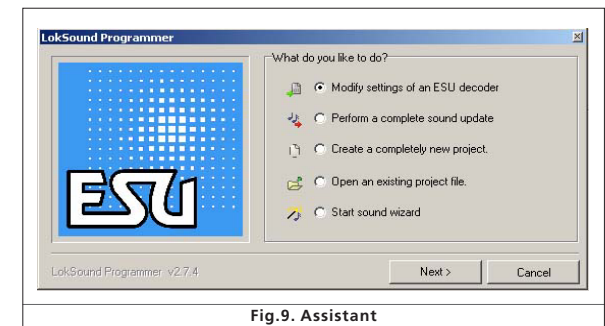 LokSound Programmer
What do you like to do?
Modify settings of an ESU decoder
Perform a complete sound update
Create a completely new project.
Open an existing project file.
Start sound wizard
ESU
LokSound Programmer v2.7.4
Next >
Cancel
Fig.9. Assistant